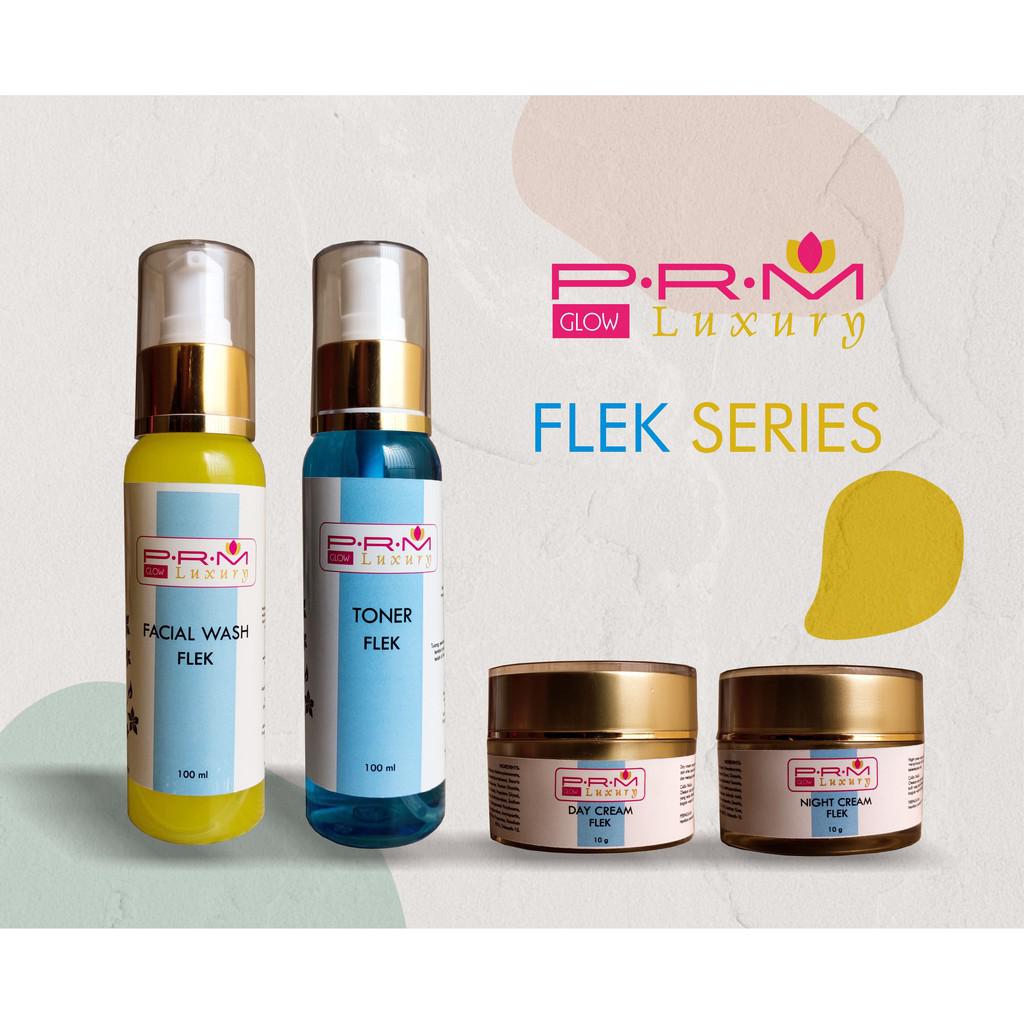 P·R·M
GLOW Luxury
FLEK SERIES
P·R·M
GLOW Luxury
FACIAL WASH
FLEK
100 ml
P·R·M
GLOW Luxury
TONER
FLEK
100 ml
INGREDIENTS:
P·R·M
GLOW Luxury
DAY CREAM
FLEK
10 g
P·R·M
GLOW Luxury
NIGHT CREAM
FLEK
10 g